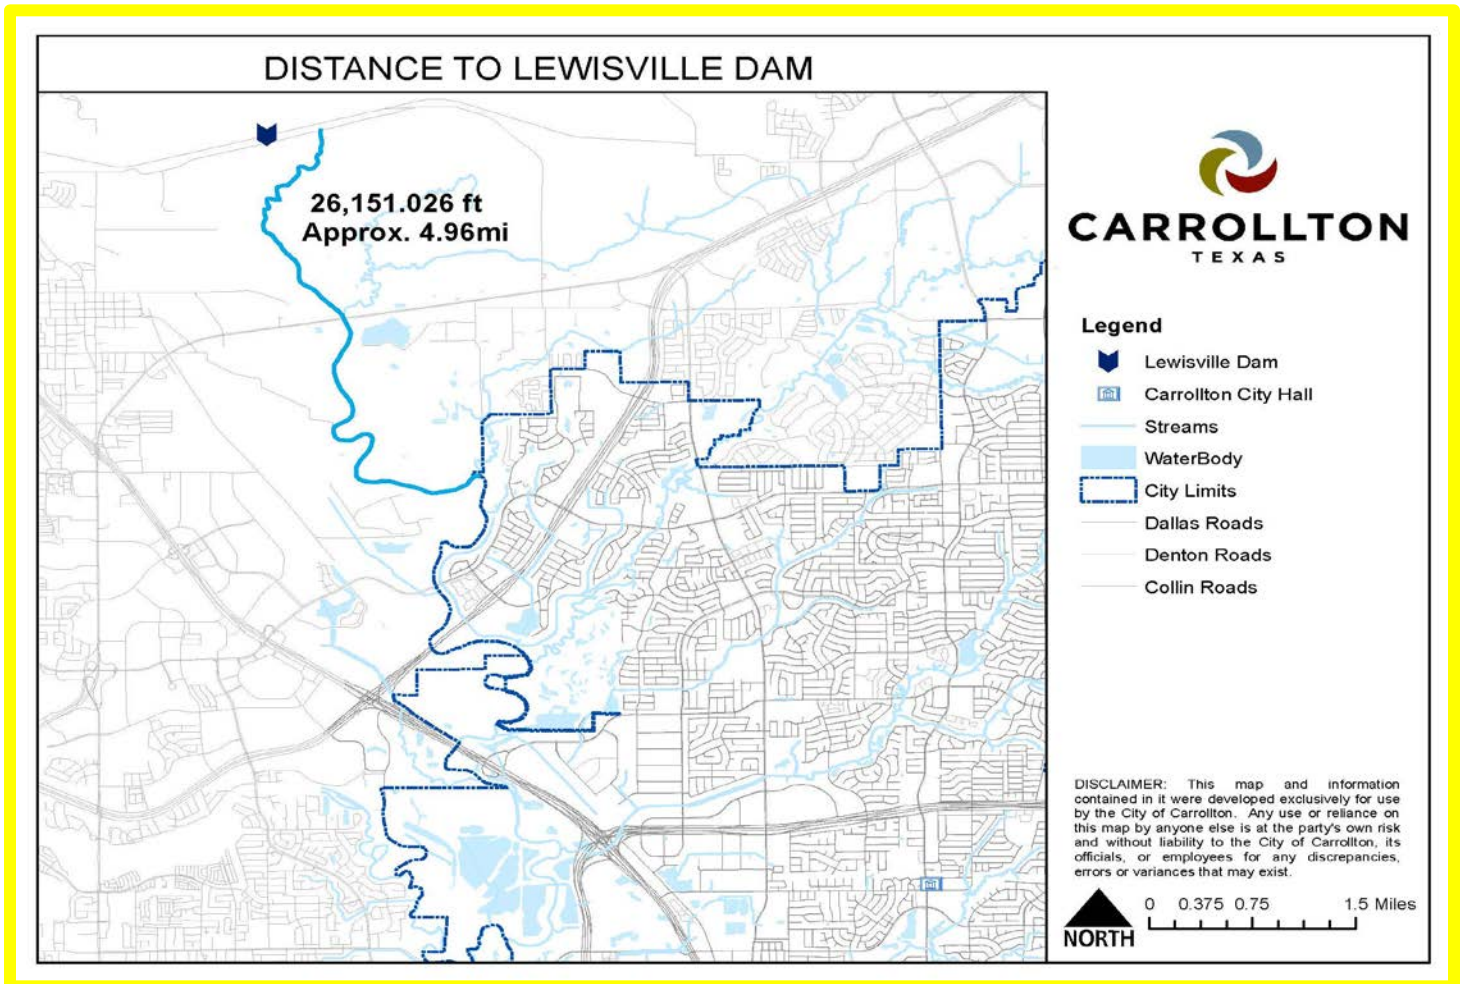 DISTANCE TO LEWISVILLE DAM
26,151.026 ft
Approx. 4.96mi
CARROLLTON
TEXAS
Legend
Lewisville Dam
Carrollton City Hall
Streams
WaterBody
City Limits
Dallas Roads
Denton Roads
Collin Roads
DISCLAIMER: This map and information
contained in it were developed exclusively for use
by the City of Carrollton. Any use or reliance on
this map by anyone else is at the party's own risk
and without liability to the City of Carrollton, its
officials, or employees for any discrepancies,
errors or variances that may exist.
0 0.375 0.75 1.5 Miles
NORTH